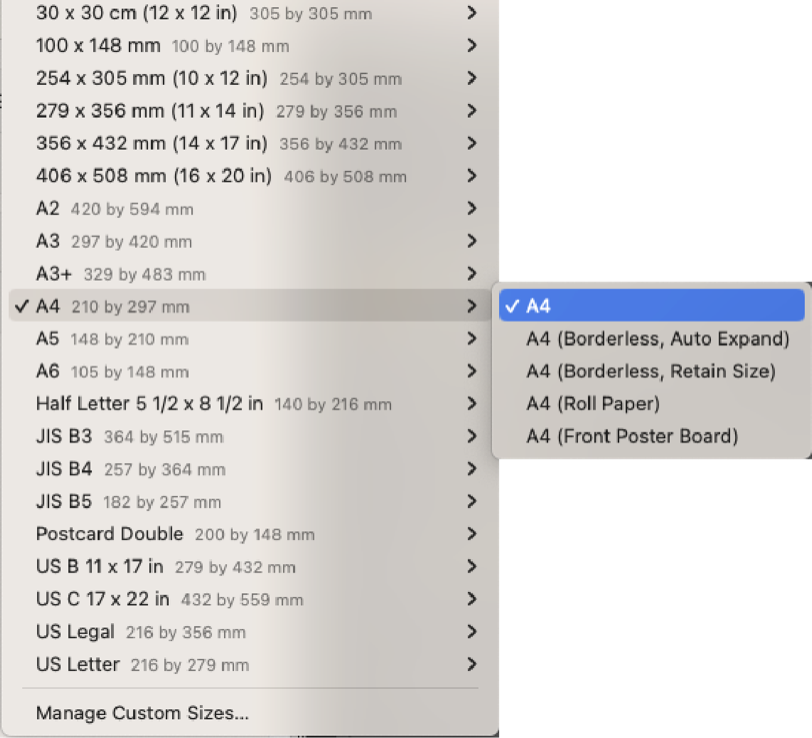 30 x 30 cm (12 x 12 in) 305 by 305 mm
100 x 148 mm 100 by 148 mm
254 x 305 mm (10 x 12 in) 254 by 305 mm
279 x 356 mm (11 x 14 in) 279 by 356 mm
356 x 432 mm (14 x 17 in) 356 by 432 mm
406 x 508 mm (16 x 20 in) 406 by 508 mm
A2 420 by 594 mm
A3 297 by 420 mm
A3+ 329 by 483 mm
A4 210 by 297 mm
A5 148 by 210 mm
A6 105 by 148 mm
Half Letter 5 1/2 x 8 1/2 in 140 by 216 mm
JIS B3 364 by 515 mm
JIS B4 257 by 364 mm
JIS B5 182 by 257 mm
Postcard Double 200 by 148 mm
US B 11 x 17 in 279 by 432 mm
US C 17 x 22 in 432 by 559 mm
US Legal 216 by 356 mm
US Letter 216 by 279 mm
Manage Custom Sizes...
A4
A4 (Borderless, Auto Expand)
A4 (Borderless, Retain Size)
A4 (Roll Paper)
A4 (Front Poster Board)